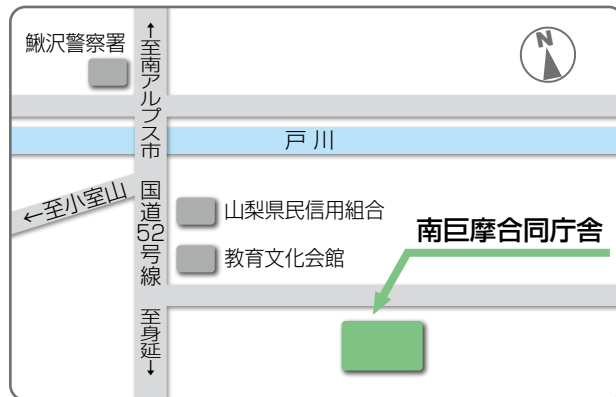 鰍沢警察署
↑至南アルプス市
N
戸川
←至小室山
国道52号線
山梨県民信用組合
教育文化会館
南巨摩合同庁舎
至身延↓